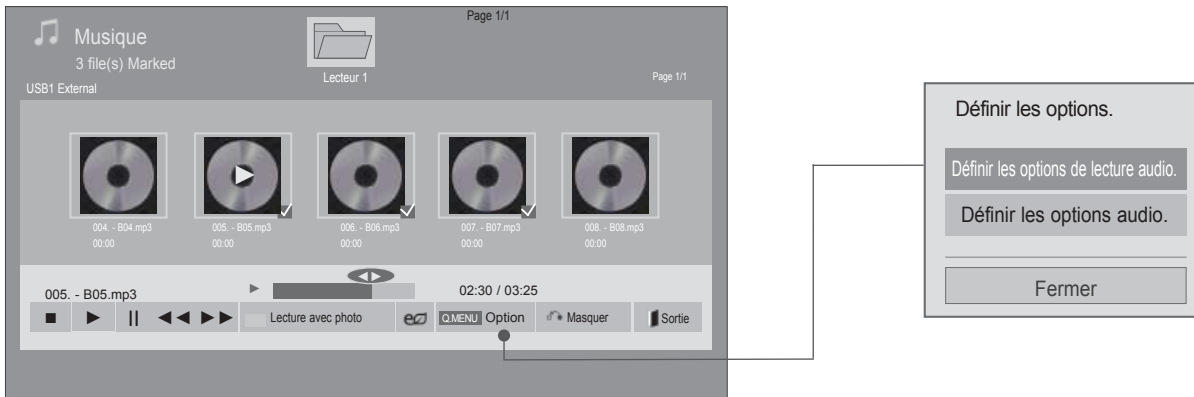 Page 1/1
Musique
3 file(s) Marked
Lecteur 1
Page 1/1
USB1 External
004. - B04.mp3
00:00
005. - B05.mp3
00:00
006. - B06.mp3
00:00
007. - B07.mp3
00:00
008. - B08.mp3
00:00
005. - B05.mp3
02:30 / 03:25
Lecture avec photo
Q.MENU Option
Masquer
Sortie
Définir les options.
Définir les options de lecture audio.
Définir les options audio.
Fermer